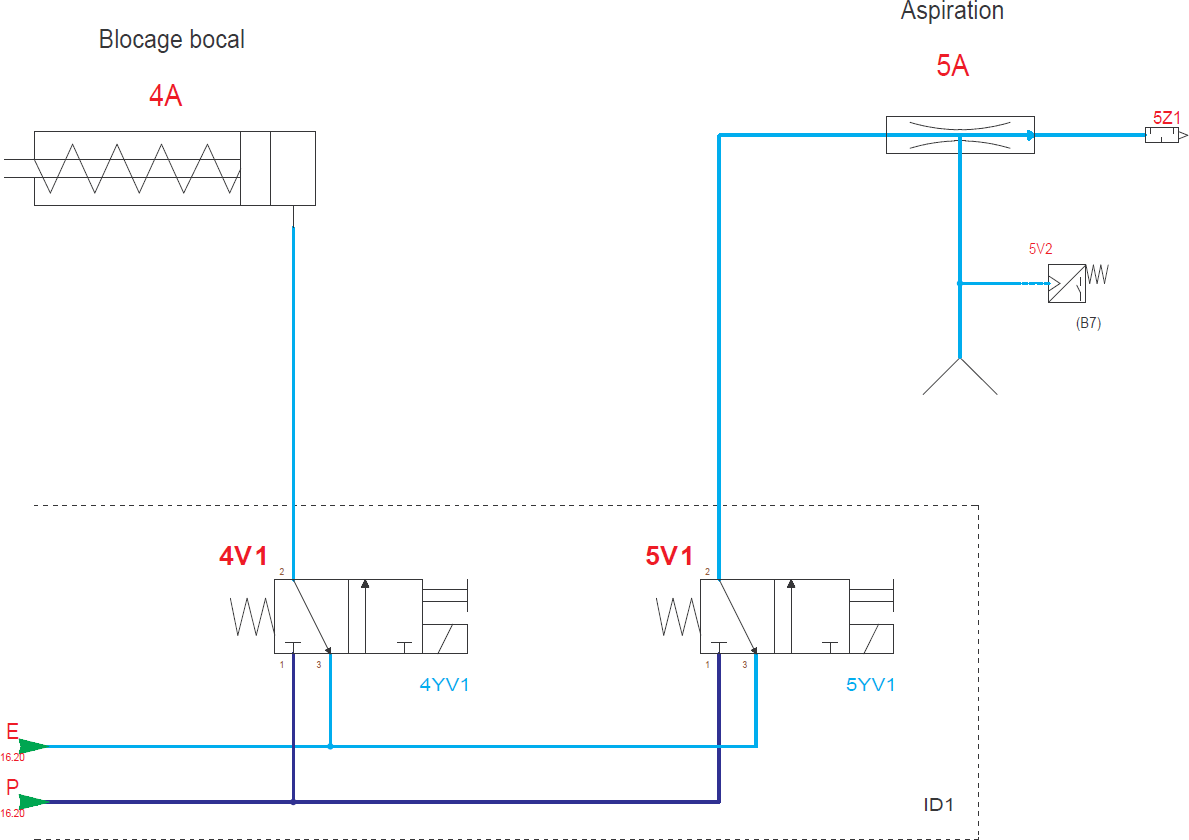 Aspiration
Blocage bocal
5A
4A
5Z1
5V2
(B7)
4V1
5V1
2
2
1
3
1
3
4YV1
5YV1
E
16.20
P
16.20
ID1